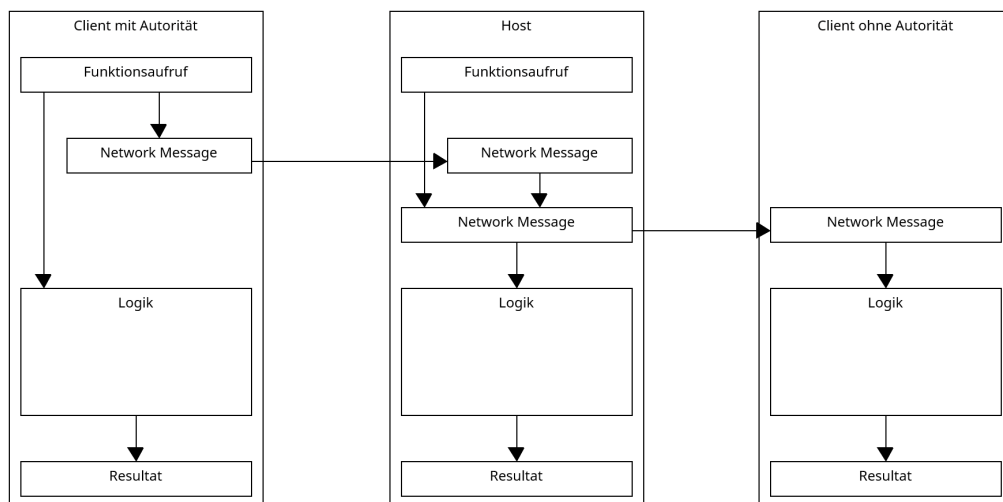 Client mit Autorität
Funktionsaufruf
Network Message
Logik
Resultat
Host
Funktionsaufruf
Network Message
Network Message
Logik
Resultat
Client ohne Autorität
Network Message
Logik
Resultat